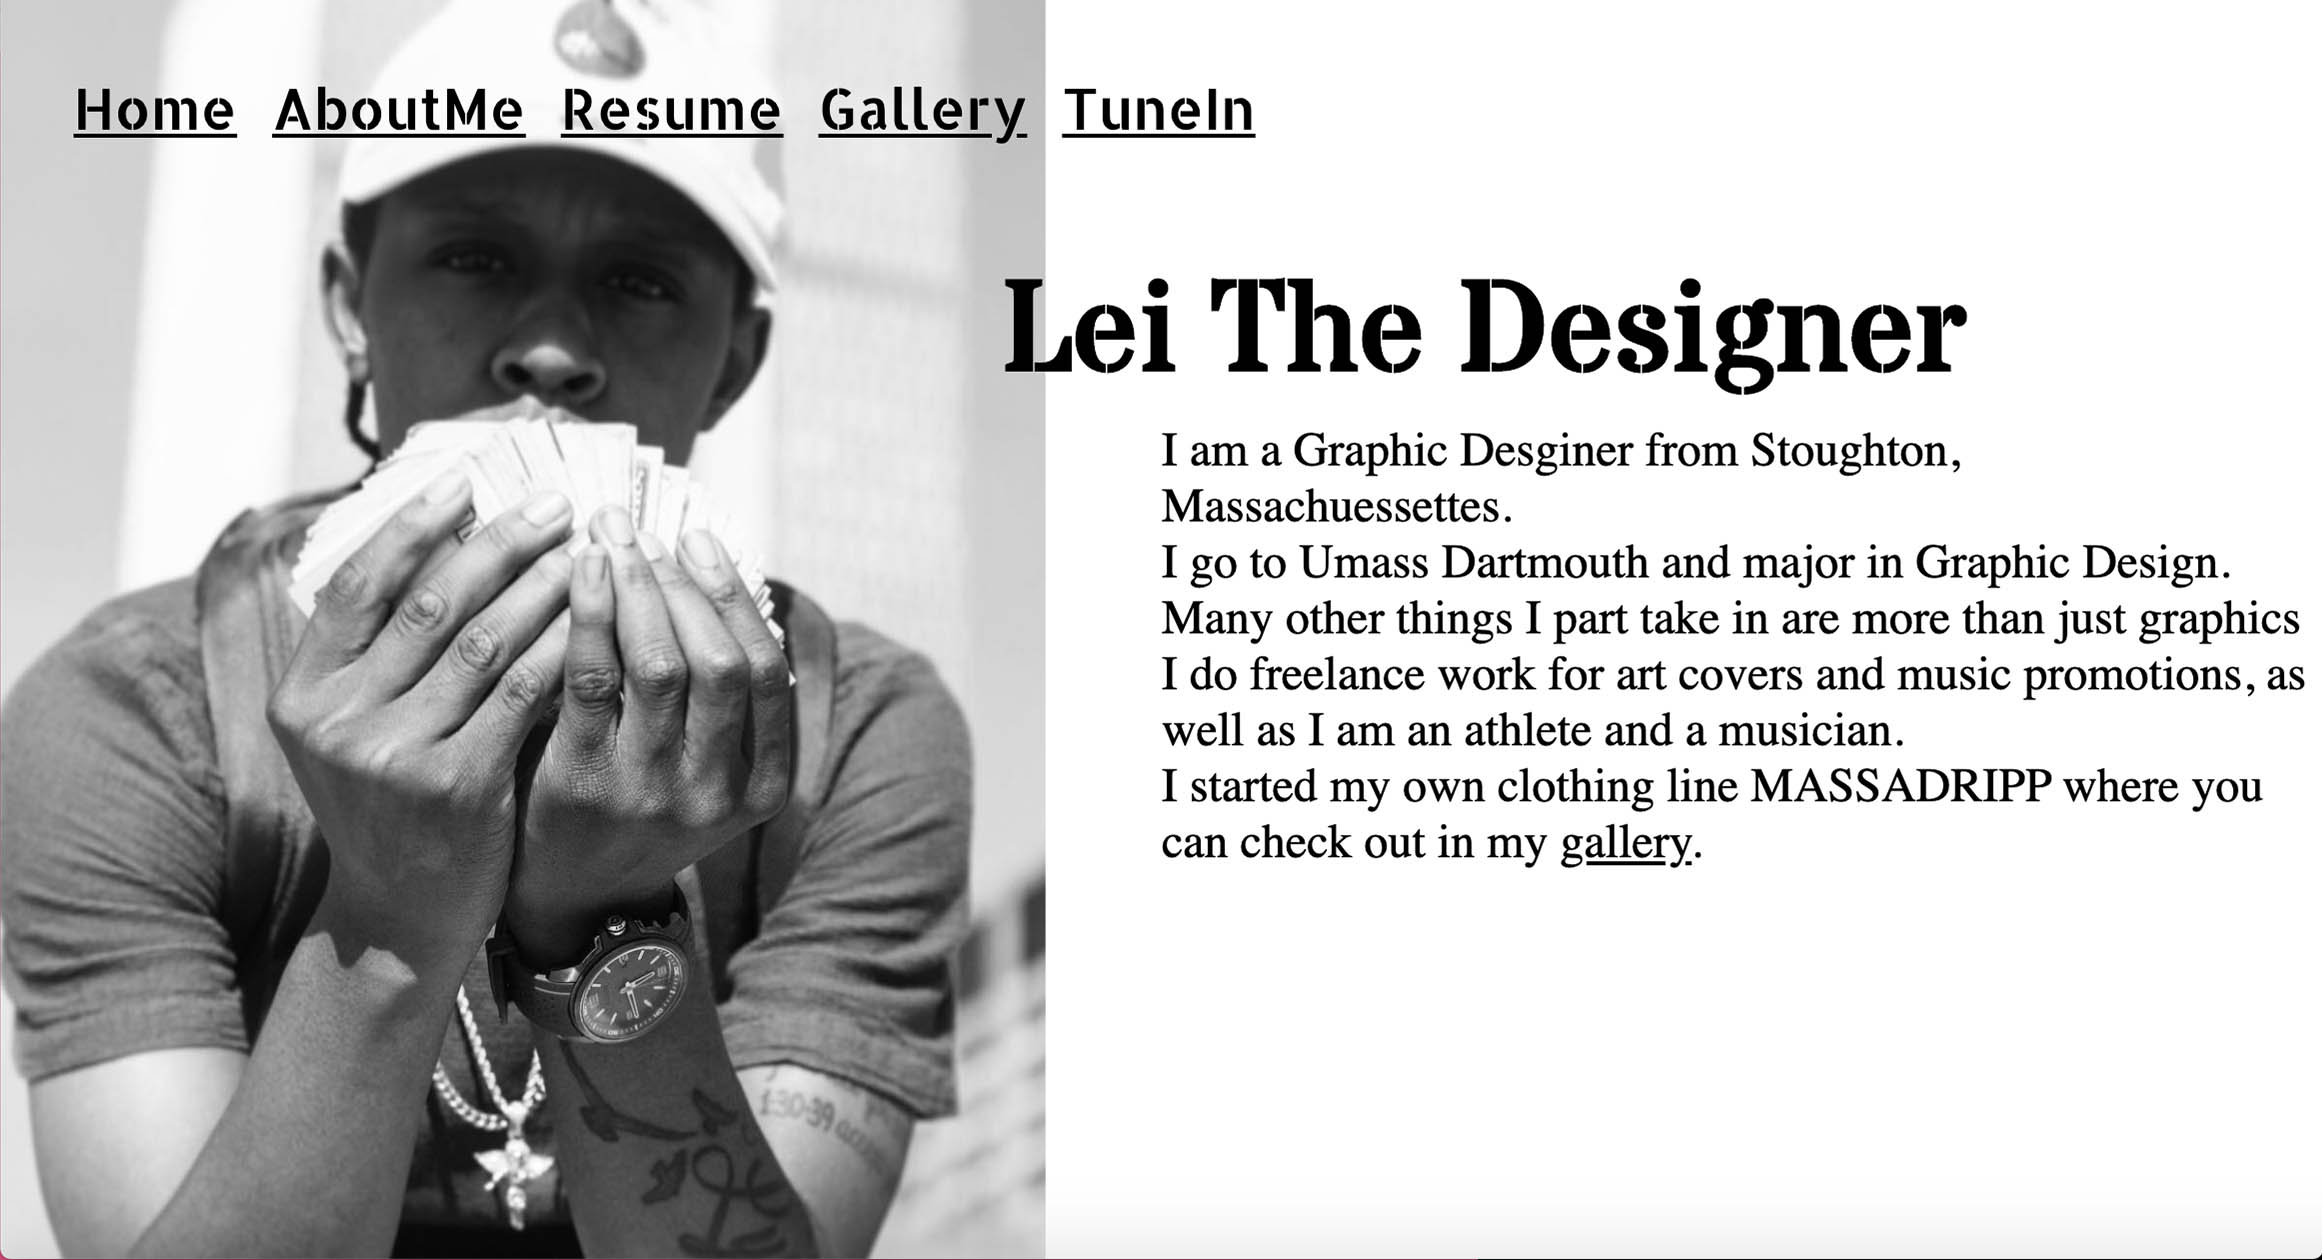 Home AboutMe Resume Gallery TuneIn
Lei The Designer
I am a Graphic Desginer from Stoughton,
Massachuessettes.
I go to Umass Dartmouth and major in Graphic Design.
Many other things I part take in are more than just graphics
I do freelance work for art covers and music promotions, as
well as I am an athlete and a musician.
I started my own clothing line MASSADRIPP where you
can check out in my gallery.